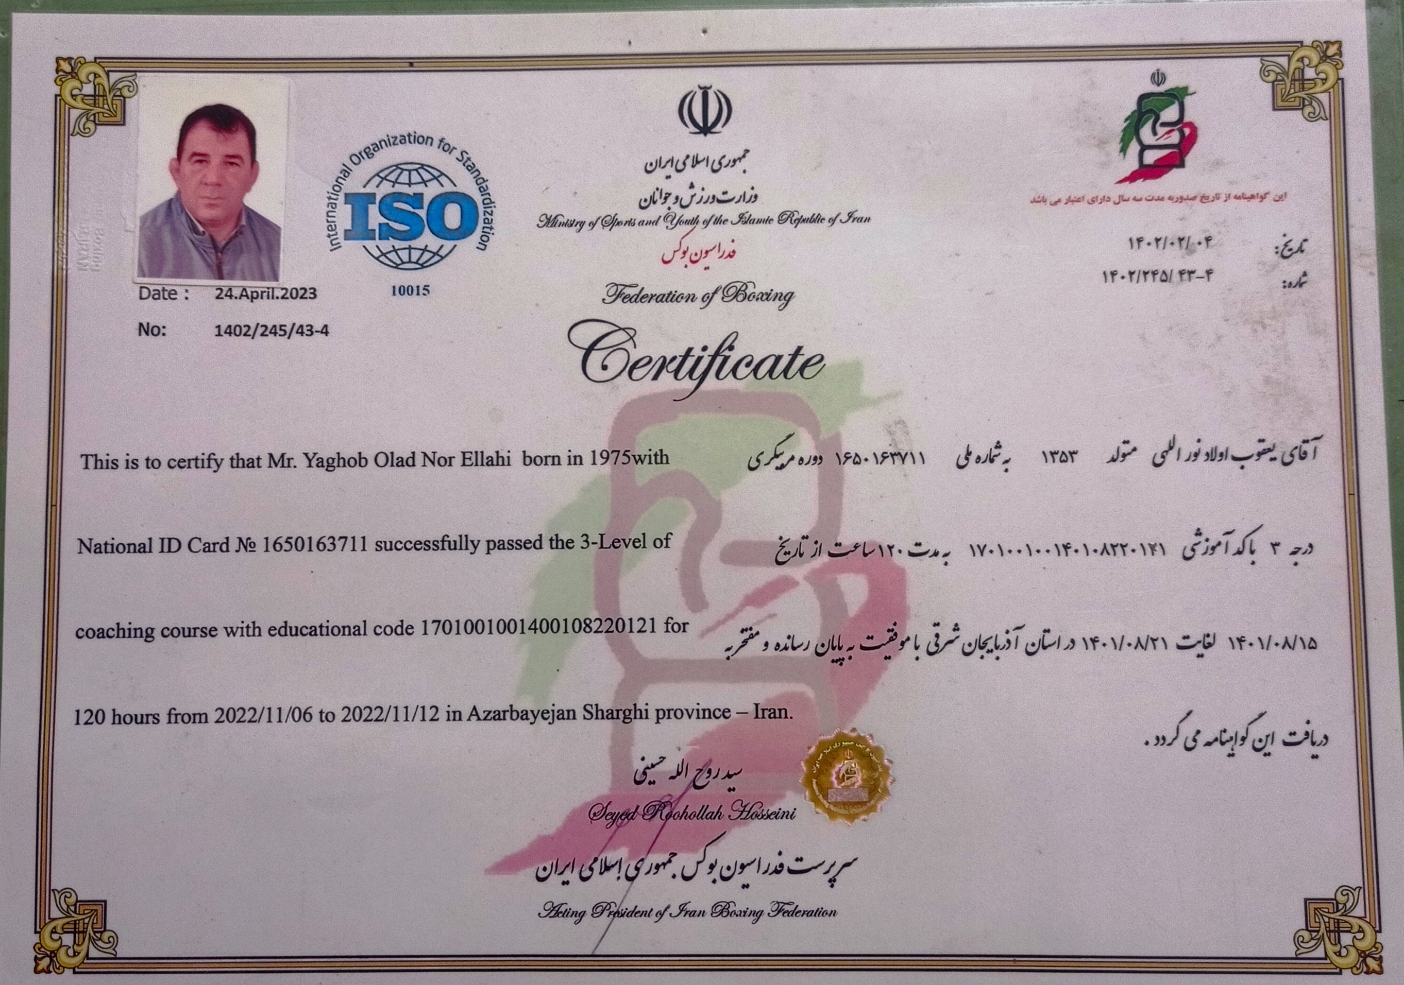 International Organization for Standardization
ISO
10015
Date : 24.April.2023
No: 1402/245/43-4
جمهوری اسلامی ایران
وزارت ورزش و جوانان
Ministry of Sports and Youth of the Islamic Republic of Iran
فدراسیون بوکس
Federation of Boxing
Certificate
این گواهینامه از تاریخ صدوربه مدت سه سال دارای اعتبار می باشد
تاریخ: ۱۴۰۲/۰۲/۰۴
شماره: ۱۴۰۲/۲۴۵/۴۳-۴
This is to certify that Mr. Yaghob Olad Nor Ellahi born in 1975with
National ID Card № 1650163711 successfully passed the 3-Level of
coaching course with educational code 1701001001400108220121 for
120 hours from 2022/11/06 to 2022/11/12 in Azarbayejan Sharghi province – Iran.
آقای یعقوب اولاد نور اللهی متولد ۱۳۵۳ به شماره ملی ۱۶۵۰۱۶۳۷۱۱ دوره مربیگری
درجه ۳ با کد آموزشی به مدت ۱۲۰ساعت از تاریخ
۱۴۰۱/۰۸/۱۵ لغایت ۱۴۰۱/۰۸/۲۱ در استان آذربایجان شرقی با موفقیت به پایان رسانده و مفتخر به
دریافت این گواهینامه می گردد .
سید روح الله حسینی
Seyed Roohollah Hosseini
سرپرست فدراسیون بوکس جمهوری اسلامی ایران
Acting President of Iran Boxing Federation